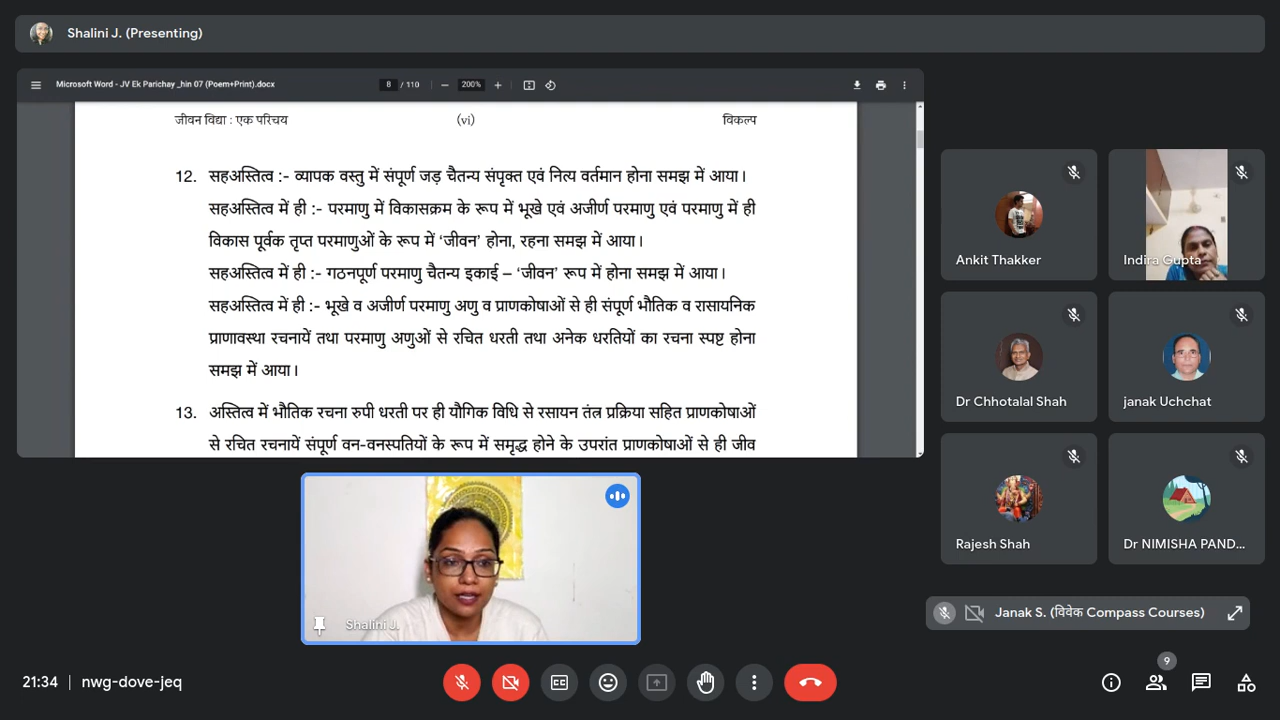 Shalini J. (Presenting)
Microsoft Word - JV Ek Parichay _hin 07 (Poem+Print).docx
8 / 110
200%
जीवन विद्या : एक परिचय (vi) विकल्प
12. सहअस्तित्व :- व्यापक वस्तु में संपूर्ण जड़ चैतन्य संपृक्त एवं नित्य वर्तमान होना समझ में आया।
सहअस्तित्व में ही :- परमाणु में विकासक्रम के रूप में भूखे एवं अजीर्ण परमाणु एवं परमाणु में ही
विकास पूर्वक तृप्त परमाणुओं के रूप में ‘जीवन’ होना, रहना समझ में आया।
सहअस्तित्व में ही :- गठनपूर्ण परमाणु चैतन्य इकाई – ‘जीवन’ रूप में होना समझ में आया।
सहअस्तित्व में ही :- भूखे व अजीर्ण परमाणु अणु व प्राणकोषाओं से ही संपूर्ण भौतिक व रासायनिक
प्राणावस्था रचनायें तथा परमाणु अणुओं से रचित धरती तथा अनेक धरतियों का रचना स्पष्ट होना
समझ में आया।
13. अस्तित्व में भौतिक रचना रुपी धरती पर ही यौगिक विधि से रसायन तंत्र प्रक्रिया सहित प्राणकोषाओं
से रचित रचनायें संपूर्ण वन-वनस्पतियों के रूप में समृद्ध होने के उपरांत प्राणकोषाओं से ही जीव
Ankit Thakker
Indira Gupta
Dr Chhotalal Shah
janak Uchchat
Rajesh Shah
Dr NIMISHA PAND...
Janak S. (विवेक Compass Courses)
Shalini J.
21:34 | nwg-dove-jeq
CC
9